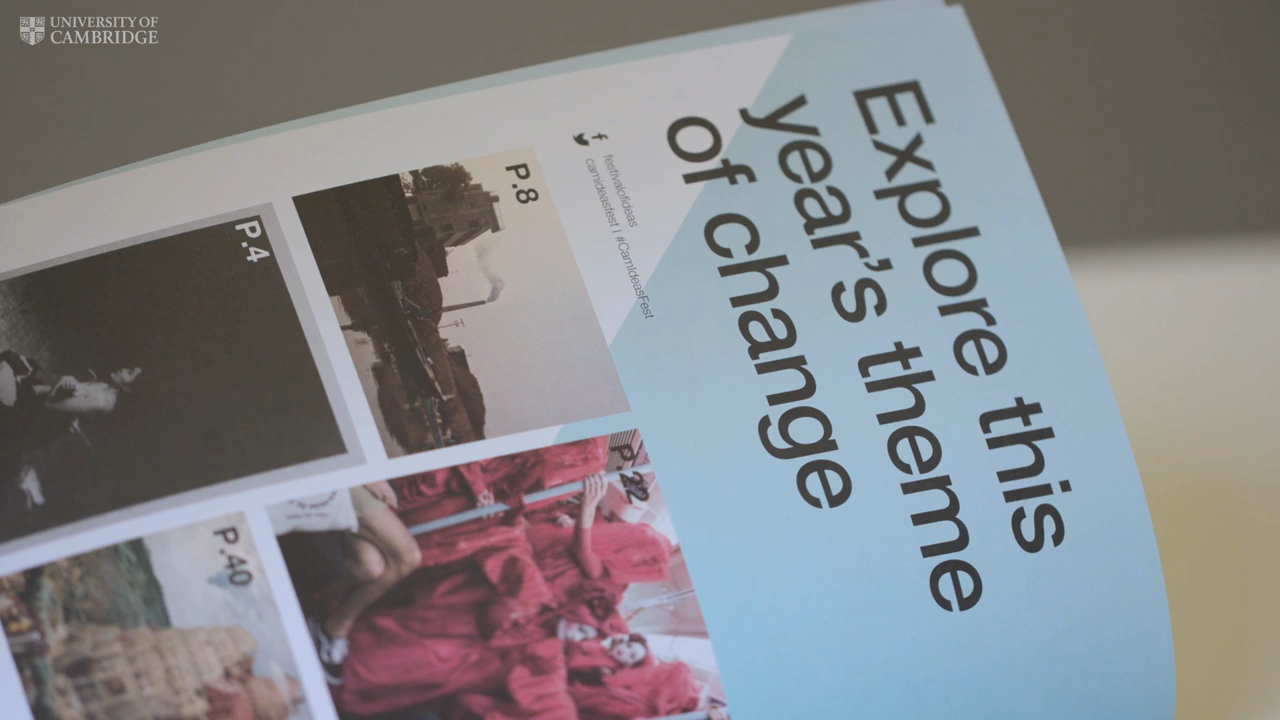 UNIVERSITY OF
CAMBRIDGE
Explore this
year's theme
of change
festivalofideas
camideasfest | #CamIdeasFest
P.8
P.4
P.22
P.40